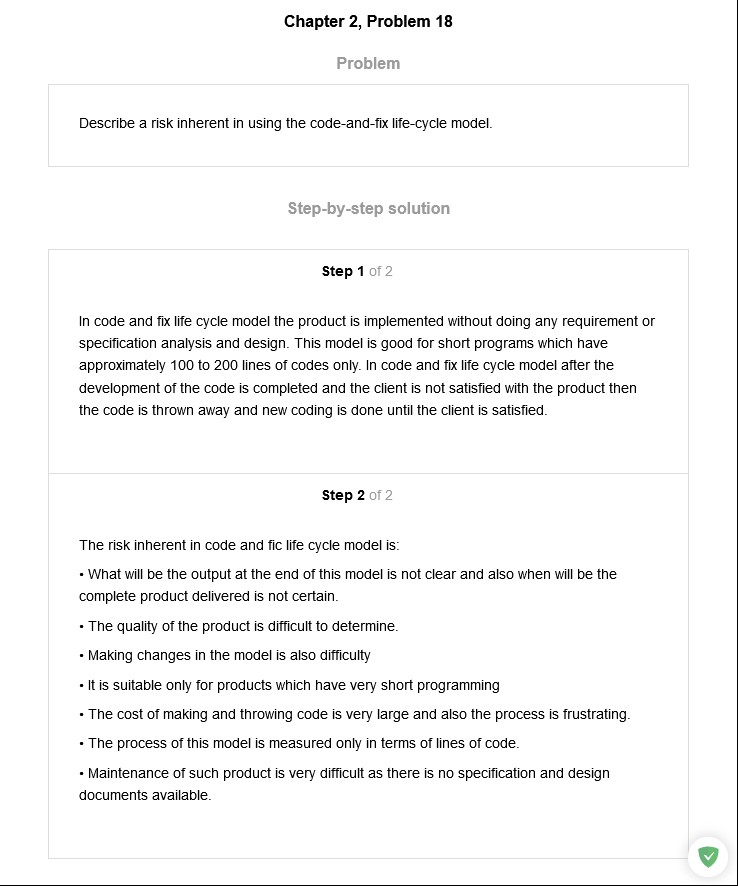 Chapter 2, Problem 18
Problem
Describe a risk inherent in using the code-and-fix life-cycle model.
Step-by-step solution
Step 1 of 2
In code and fix life cycle model the product is implemented without doing any requirement or
specification analysis and design. This model is good for short programs which have
approximately 100 to 200 lines of codes only. In code and fix life cycle model after the
development of the code is completed and the client is not satisfied with the product then
the code is thrown away and new coding is done until the client is satisfied.
Step 2 of 2
The risk inherent in code and fic life cycle model is:
• What will be the output at the end of this model is not clear and also when will be the
complete product delivered is not certain.
• The quality of the product is difficult to determine.
• Making changes in the model is also difficulty
• It is suitable only for products which have very short programming
• The cost of making and throwing code is very large and also the process is frustrating.
• The process of this model is measured only in terms of lines of code.
• Maintenance of such product is very difficult as there is no specification and design
documents available.